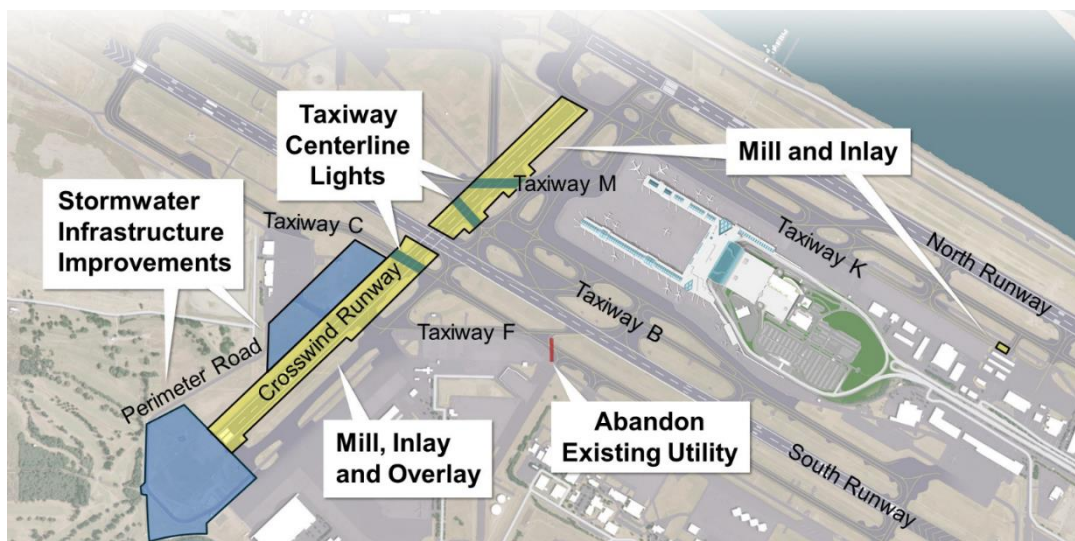 Taxiway
Centerline
Lights
Mill and Inlay
Stormwater
Infrastructure
Improvements
Taxiway M
Taxiway C
Taxiway K
North Runway
Crosswind Runway
Taxiway B
Taxiway F
Perimeter Road
Mill, Inlay
and Overlay
Abandon
Existing Utility
South Runway